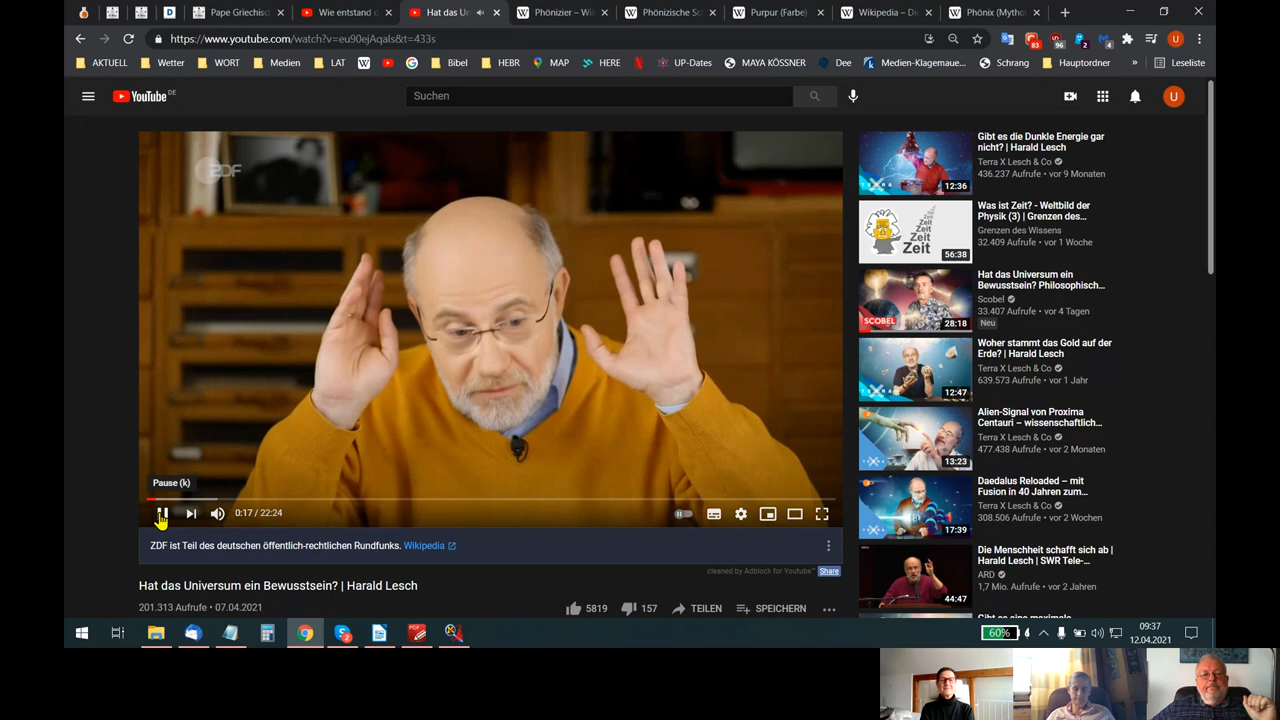 Pape Griechisc
Wie entstand d
Hat das Un
Phönizier – Wi
Phönizische Sc
Purpur (Farbe)
Wikipedia – Die
Phönix (Mytho
https://www.youtube.com/watch?v=eu90ejAqals&t=433s
83
96
2
4
U
AKTUELL
Wetter
WORT
Medien
LAT
Bibel
HEBR
MAP
HERE
UP-Dates
MAYA KÖSSNER
Dee
Medien-Klagemaue...
Schrang
Hauptordner
»
Leseliste
YouTube DE
Suchen
U
ZDF
Pause (k)
0:17 / 22:24
ZDF ist Teil des deutschen öffentlich-rechtlichen Rundfunks. Wikipedia
cleaned by Adblock for Youtube™ Share
Hat das Universum ein Bewusstsein? | Harald Lesch
201.313 Aufrufe • 07.04.2021
5819
157
TEILEN
SPEICHERN
12:36
Gibt es die Dunkle Energie gar
nicht? | Harald Lesch
Terra X Lesch & Co
436.237 Aufrufe • vor 9 Monaten
Zeit
Zeit
Zeit
Zeit
56:38
Was ist Zeit? - Weltbild der
Physik (3) | Grenzen des...
Grenzen des Wissens
32.409 Aufrufe • vor 1 Woche
SCOBEL
28:18
Hat das Universum ein
Bewusstsein? Philosophisch...
Scobel
33.407 Aufrufe • vor 4 Tagen
Neu
12:47
Woher stammt das Gold auf der
Erde? | Harald Lesch
Terra X Lesch & Co
639.573 Aufrufe • vor 1 Jahr
13:23
Alien-Signal von Proxima
Centauri – wissenschaftlich...
Terra X Lesch & Co
477.438 Aufrufe • vor 2 Monaten
17:39
Daedalus Reloaded – mit
Fusion in 40 Jahren zum...
Terra X Lesch & Co
308.506 Aufrufe • vor 2 Wochen
44:47
Die Menschheit schafft sich ab |
Harald Lesch | SWR Tele-...
ARD
1,7 Mio. Aufrufe • vor 2 Jahren
60%
09:37
12.04.2021